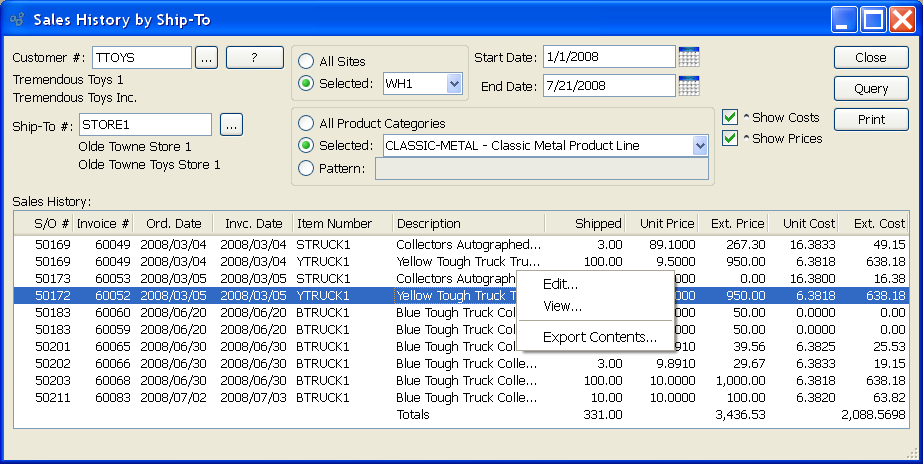 Sales History by Ship-To
Customer #: TTOYS ... ?
Tremendous Toys 1
Tremendous Toys Inc.
Ship-To #: STORE1 ...
Olde Towne Store 1
Olde Towne Toys Store 1
All Sites
Selected: WH1
Start Date: 1/1/2008
End Date: 7/21/2008
All Product Categories
Selected: CLASSIC-METAL - Classic Metal Product Line
Pattern:
^ Show Costs
^ Show Prices
Close
Query
Print
Sales History:
S/O # Invoice # Ord. Date Invc. Date Item Number Description Shipped Unit Price Ext. Price Unit Cost Ext. Cost
50169 60049 2008/03/04 2008/03/04 STRUCK1 Collectors Autographed... 3.00 89.1000 267.30 16.3833 49.15
50169 60049 2008/03/04 2008/03/04 YTRUCK1 Yellow Tough Truck Tru... 100.00 9.5000 950.00 6.3818 638.18
50173 60053 2008/03/05 2008/03/05 STRUCK1 Collectors Autograph 0.00 16.3800 16.38
50172 60052 2008/03/05 2008/03/05 YTRUCK1 Yellow Tough Truck T 950.00 6.3818 638.18
50183 60060 2008/06/20 2008/06/20 BTRUCK1 Blue Tough Truck Coll 50.00 0.0000 0.00
50183 60059 2008/06/20 2008/06/20 BTRUCK1 Blue Tough Truck Coll 50.00 0.0000 0.00
50201 60065 2008/06/30 2008/06/30 BTRUCK1 Blue Tough Truck Coll 8910 39.56 6.3825 25.53
50202 60066 2008/06/30 2008/06/30 BTRUCK1 Blue Tough Truck Colle... 3.00 9.8910 29.67 6.3833 19.15
50203 60068 2008/06/30 2008/06/30 BTRUCK1 Blue Tough Truck Colle... 100.00 10.0000 1,000.00 6.3818 638.18
50211 60083 2008/07/02 2008/07/03 BTRUCK1 Blue Tough Truck Colle... 10.00 10.0000 100.00 6.3820 63.82
Totals 331.00 3,436.53 2,088.5698
Edit...
View...
Export Contents...